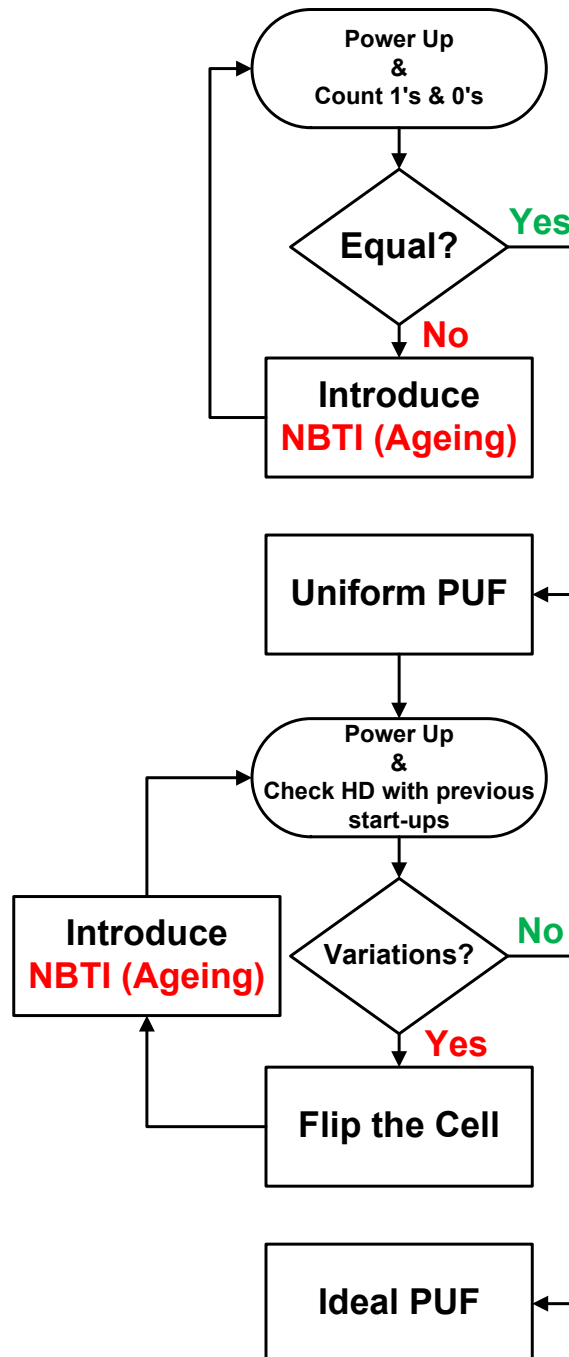 Power Up
&
Count 1's & 0's
Equal?
Yes
No
Introduce
NBTI (Ageing)
Uniform PUF
Power Up
&
Check HD with previous
start-ups
Introduce
NBTI (Ageing)
Variations?
No
Yes
Flip the Cell
Ideal PUF